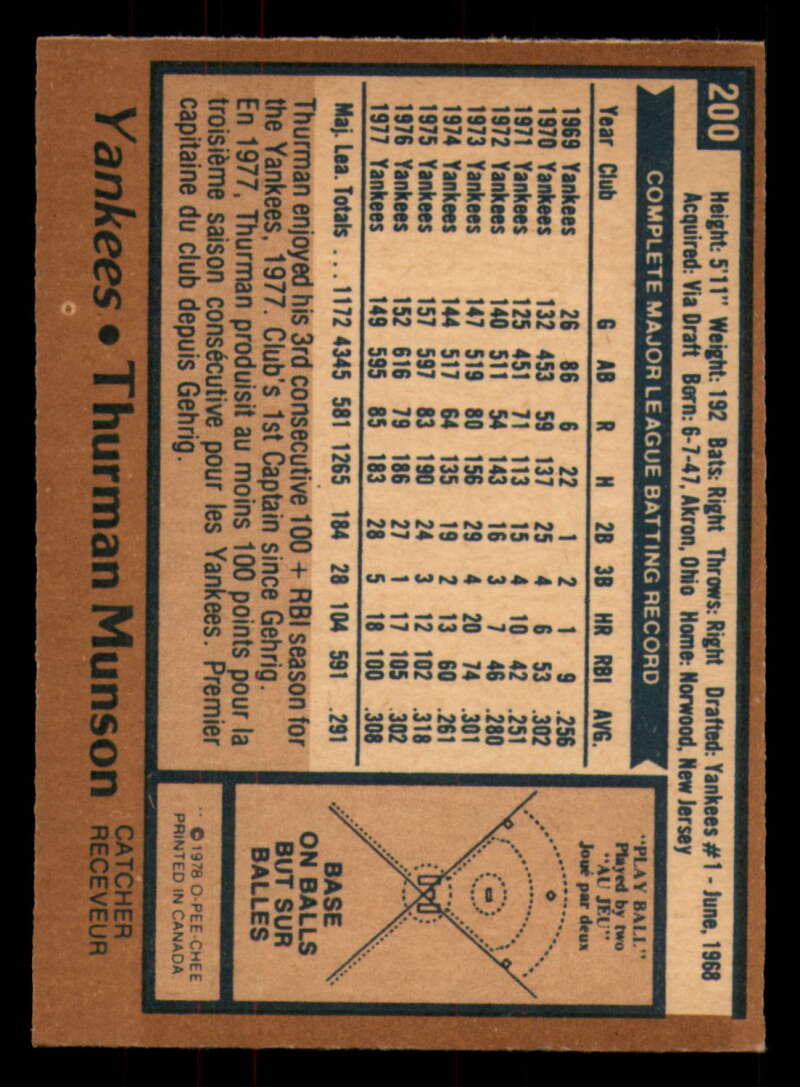 200
Height: 5'11" Weight: 192 Bats: Right Throws: Right Drafted: Yankees #1 - June, 1968
Acquired: Via Draft Born: 6-7-47, Akron, Ohio Home: Norwood, New Jersey
COMPLETE MAJOR LEAGUE BATTING RECORD
Year Club G AB R H 2B 3B HR RBI AVG.
1969 Yankees 26 86 6 22 1 2 1 9 .256
1970 Yankees 132 453 59 137 25 4 6 53 .302
1971 Yankees 125 451 71 113 15 4 10 42 .251
1972 Yankees 140 511 54 143 16 3 7 46 .280
1973 Yankees 147 519 80 156 29 4 20 74 .301
1974 Yankees 144 517 64 135 19 2 13 60 .261
1975 Yankees 157 597 83 190 24 3 12 102 .318
1976 Yankees 152 616 79 186 27 1 17 105 .302
1977 Yankees 149 595 85 183 28 5 18 100 .308
Maj. Lea. Totals .... 1172 4345 581 1265 184 28 104 591 .291
Thurman enjoyed his 3rd consecutive 100 + RBI season for
the Yankees, 1977. Club's 1st Captain since Gehrig.
En 1977, Thurman produisit au moins 100 points pour la
troisième saison consécutive pour les Yankees. Premier
capitaine du club depuis Gehrig.
"PLAY BALL"
Played by two
"AU JEU"
Joué par deux
BASE
ON BALLS
BUT SUR
BALLES
** © 1978 O-PEE-CHEE
PRINTED IN CANADA
Yankees • Thurman Munson
CATCHER
RECEVEUR